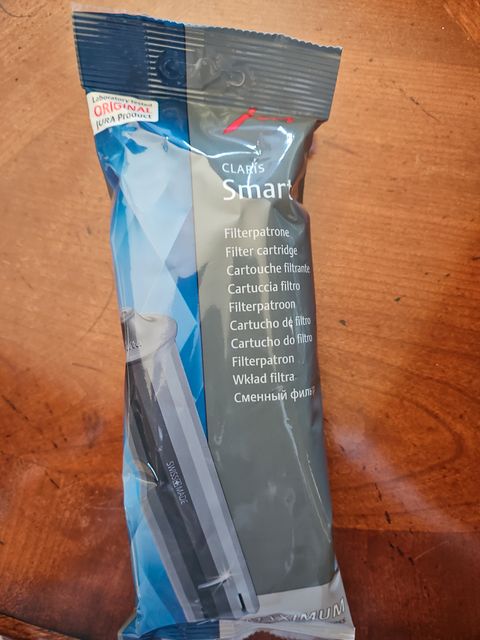 Laboratory tested
ORIGINAL
JURA Product
CLARIS
Smart
Filterpatrone
Filter cartridge
Cartouche filtrante
Cartuccia filtro
Filterpatroon
Cartucho de filtro
Cartucho do filtro
Filterpatron
Wkład filtra
Сменный
SWISS MADE
MAXIMUM